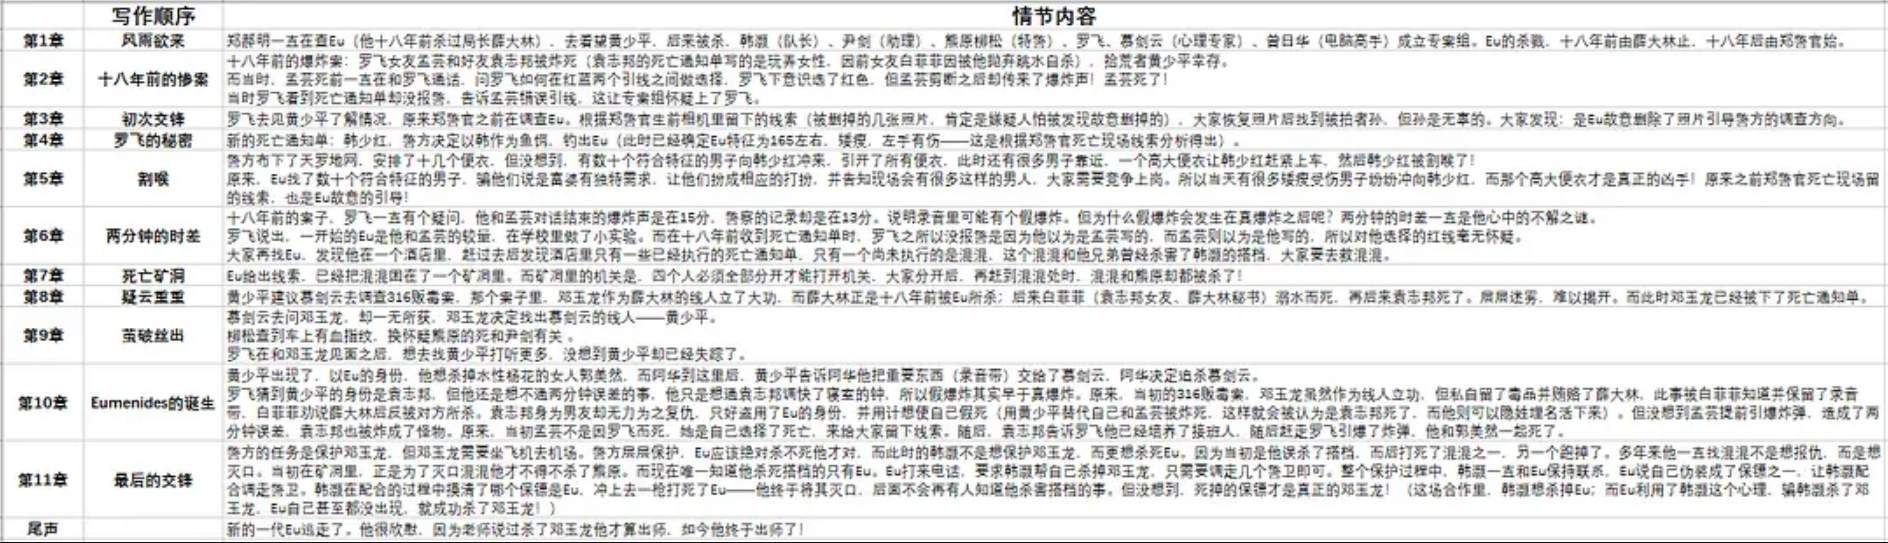 写作顺序 情节内容
第1章 风雨欲来 郑郝明一直在查Eu（他十八年前杀过局长薛大林），去看望黄少平，后来被杀。韩灏（队长）、尹剑（助理）、熊原柳松（特警）、罗飞、慕剑云（心理专家）、曾日华（电脑高手）成立专案组。Eu的杀戮，十八年前由薛大林止，十八年后由郑警官始。
第2章 十八年前的惨案 十八年前的爆炸案：罗飞女友孟芸和好友袁志邦被炸死（袁志邦的死亡通知单写的是玩弄女性，因前女友白菲菲因被他抛弃跳水自杀），拾荒者黄少平幸存。
而当时，孟芸死前一直在和罗飞通话，问罗飞如何在红蓝两个引线之间做选择，罗飞下意识选了红色，但孟芸剪断之后却传来了爆炸声！孟芸死了！
当时罗飞看到死亡通知单却没报警，告诉孟芸错误引线，这让专案组怀疑上了罗飞。
第3章 初次交锋 罗飞去见黄少平了解情况，原来郑警官之前在调查Eu。根据郑警官生前相机里留下的线索（被删掉的几张照片，肯定是嫌疑人怕被发现故意删掉的），大家恢复照片后找到被拍者孙，但孙是无辜的。大家发现：是Eu故意删除了照片引导警方的调查方向。
第4章 罗飞的秘密 新的死亡通知单：韩少红，警方决定以韩作为鱼饵，钓出Eu（此时已经确定Eu特征为165左右，矮瘦，左手有伤——这是根据郑警官死亡现场线索分析得出）。
第5章 割喉 警方布下了天罗地网，安排了十几个便衣，但没想到，有数十个符合特征的男子向韩少红冲来，引开了所有便衣，此时还有很多男子靠近，一个高大便衣让韩少红赶紧上车，然后韩少红被割喉了！
原来，Eu找了数十个符合特征的男子，骗他们说是富婆有独特需求，让他们扮成相应的打扮，并告知现场会有很多这样的男人，大家需要竞争上岗。所以当天有很多矮瘦受伤男子纷纷冲向韩少红，而那个高大便衣才是真正的凶手！原来之前郑警官死亡现场留
的线索，也是Eu故意的引导！
第6章 两分钟的时差 十八年前的案子，罗飞一直有个疑问，他和孟芸对话结束的爆炸声是在15分，警察的记录却是在13分。说明录音里可能有个假爆炸。但为什么假爆炸会发生在真爆炸之后呢？两分钟的时差一直是他心中的不解之谜。
罗飞说出，一开始的Eu是他和孟芸的较量，在学校里做了小实验。而在十八年前收到死亡通知单时，罗飞之所以没报警是因为他以为是孟芸写的，而孟芸则以为是他写的，所以对他选择的红线毫无怀疑。
大家再找Eu，发现他在一个酒店里，赶过去后发现酒店里只有一些已经执行的死亡通知单，只有一个尚未执行的是混混，这个混混和他兄弟曾经杀害了韩灏的搭档，大家要去救混混。
第7章 死亡矿洞 Eu给出线索，已经把混混困在了一个矿洞里。而矿洞里的机关是，四个人必须全部分开才能打开机关，大家分开后，再赶到混混处时，混混和熊原却都被杀了！
第8章 疑云重重 黄少平建议慕剑云去调查316贩毒案，那个案子里，邓玉龙作为薛大林的线人立了大功，而薛大林正是十八年前被Eu所杀；后来白菲菲（袁志邦女友、薛大林秘书）溺水而死，再后来袁志邦死了。层层迷雾，难以揭开。而此时邓玉龙已经被下了死亡通知单。
第9章 茧破丝出 慕剑云去问邓玉龙，却一无所获，邓玉龙决定找出慕剑云的线人——黄少平。
柳松查到车上有血指纹，换怀疑熊原的死和尹剑有关 。
罗飞在和邓玉龙见面之后，想去找黄少平打听更多，没想到黄少平却已经失踪了。
第10章 Eumenides的诞生 黄少平出现了，以Eu的身份，他想杀掉水性杨花的女人郭美然，而阿华到这里后，黄少平告诉阿华他把重要东西（录音带）交给了慕剑云，阿华决定追杀慕剑云。
罗飞猜到黄少平的身份是袁志邦，但他还是想不通两分钟误差的事，他只是想通袁志邦调快了寝室的钟，所以假爆炸其实早于真爆炸。原来，当初的316贩毒案，邓玉龙虽然作为线人立功，但私自留了毒品并贿赂了薛大林，此事被白菲菲知道并保留了录音
带，白菲菲劝说薛大林后反被对方所杀。袁志邦身为男友却无力为之复仇，只好盗用了Eu的身份，并用计想使自己假死（用黄少平替代自己和孟芸被炸死，这样就会被认为是袁志邦死了，而他则可以隐姓埋名活下来）。但没想到孟芸提前引爆炸弹，造成了两
分钟误差，袁志邦也被炸成了怪物。原来，当初孟芸不是因罗飞而死，她是自己选择了死亡，来给大家留下线索。随后，袁志邦告诉罗飞他已经培养了接班人，随后赶走罗飞引爆了炸弹，他和郭美然一起死了。
第11章 最后的交锋 警方的任务是保护邓玉龙，但邓玉龙需要坐飞机去机场。警方层层保护，Eu应该绝对杀不死他才对，而此时的韩灏不是想保护邓玉龙，而更想杀死Eu。因为当初是他误杀了搭档，而后打死了混混之一，另一个跑掉了。多年来他一直找混混不是想报仇，而是想
灭口。当初在矿洞里，正是为了灭口混混他才不得不杀了熊原。而现在唯一知道他杀死搭档的只有Eu。Eu打来电话，要求韩灏帮自己杀掉邓玉龙，只需要调走几个警卫即可。整个保护过程中，韩灏一直和Eu保持联系，Eu说自己伪装成了保镖之一，让韩灏配
合调走警卫。韩灏在配合的过程中摸清了哪个保镖是Eu，冲上去一枪打死了Eu——他终于将其灭口，后面不会再有人知道他杀害搭档的事。但没想到，死掉的保镖才是真正的邓玉龙！（这场合作里，韩灏想杀掉Eu；而Eu利用了韩灏这个心理，骗韩灏杀了邓
玉龙，Eu自己甚至都没出现，就成功杀了邓玉龙！）
尾声 新的一代Eu逃走了。他很欣慰，因为老师说过杀了邓玉龙他才算出师，如今他终于出师了！